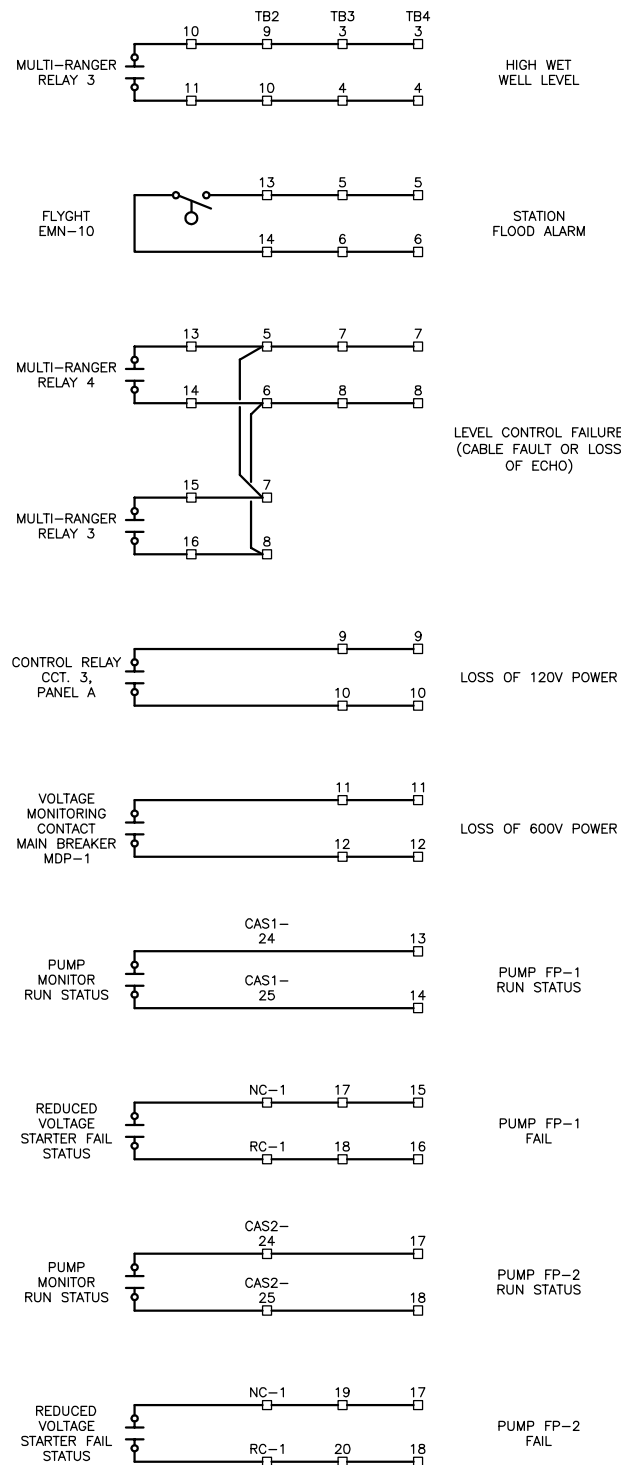 TB2 TB3 TB4
10 9 3 3
MULTI-RANGER
RELAY 3
HIGH WET
WELL LEVEL
11 10 4 4
13 5 5
FLYGHT
EMN-10
STATION
FLOOD ALARM
14 6 6
13 5 7 7
MULTI-RANGER
RELAY 4
14 6 8 8
LEVEL CONTROL FAILURE
(CABLE FAULT OR LOSS
OF ECHO)
15 7
MULTI-RANGER
RELAY 3
16 8
9 9
CONTROL RELAY
CCT. 3,
PANEL A
LOSS OF 120V POWER
10 10
11 11
VOLTAGE
MONITORING
CONTACT
MAIN BREAKER
MDP-1
LOSS OF 600V POWER
12 12
CAS1-
24 13
PUMP
MONITOR
RUN STATUS
CAS1-
25 14
PUMP FP-1
RUN STATUS
NC-1 17 15
REDUCED
VOLTAGE
STARTER FAIL
STATUS
PUMP FP-1
FAIL
RC-1 18 16
CAS2-
24 17
PUMP
MONITOR
RUN STATUS
CAS2-
25 18
PUMP FP-2
RUN STATUS
NC-1 19 17
REDUCED
VOLTAGE
STARTER FAIL
STATUS
PUMP FP-2
FAIL
RC-1 20 18